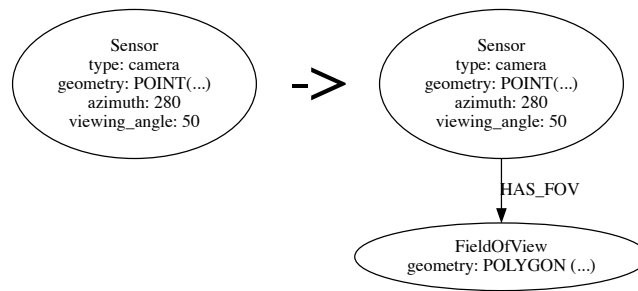 Sensor
type: camera
geometry: POINT(...)
azimuth: 280
viewing_angle: 50
->
Sensor
type: camera
geometry: POINT(...)
azimuth: 280
viewing_angle: 50
HAS_FOV
FieldOfView
geometry: POLYGON (...)